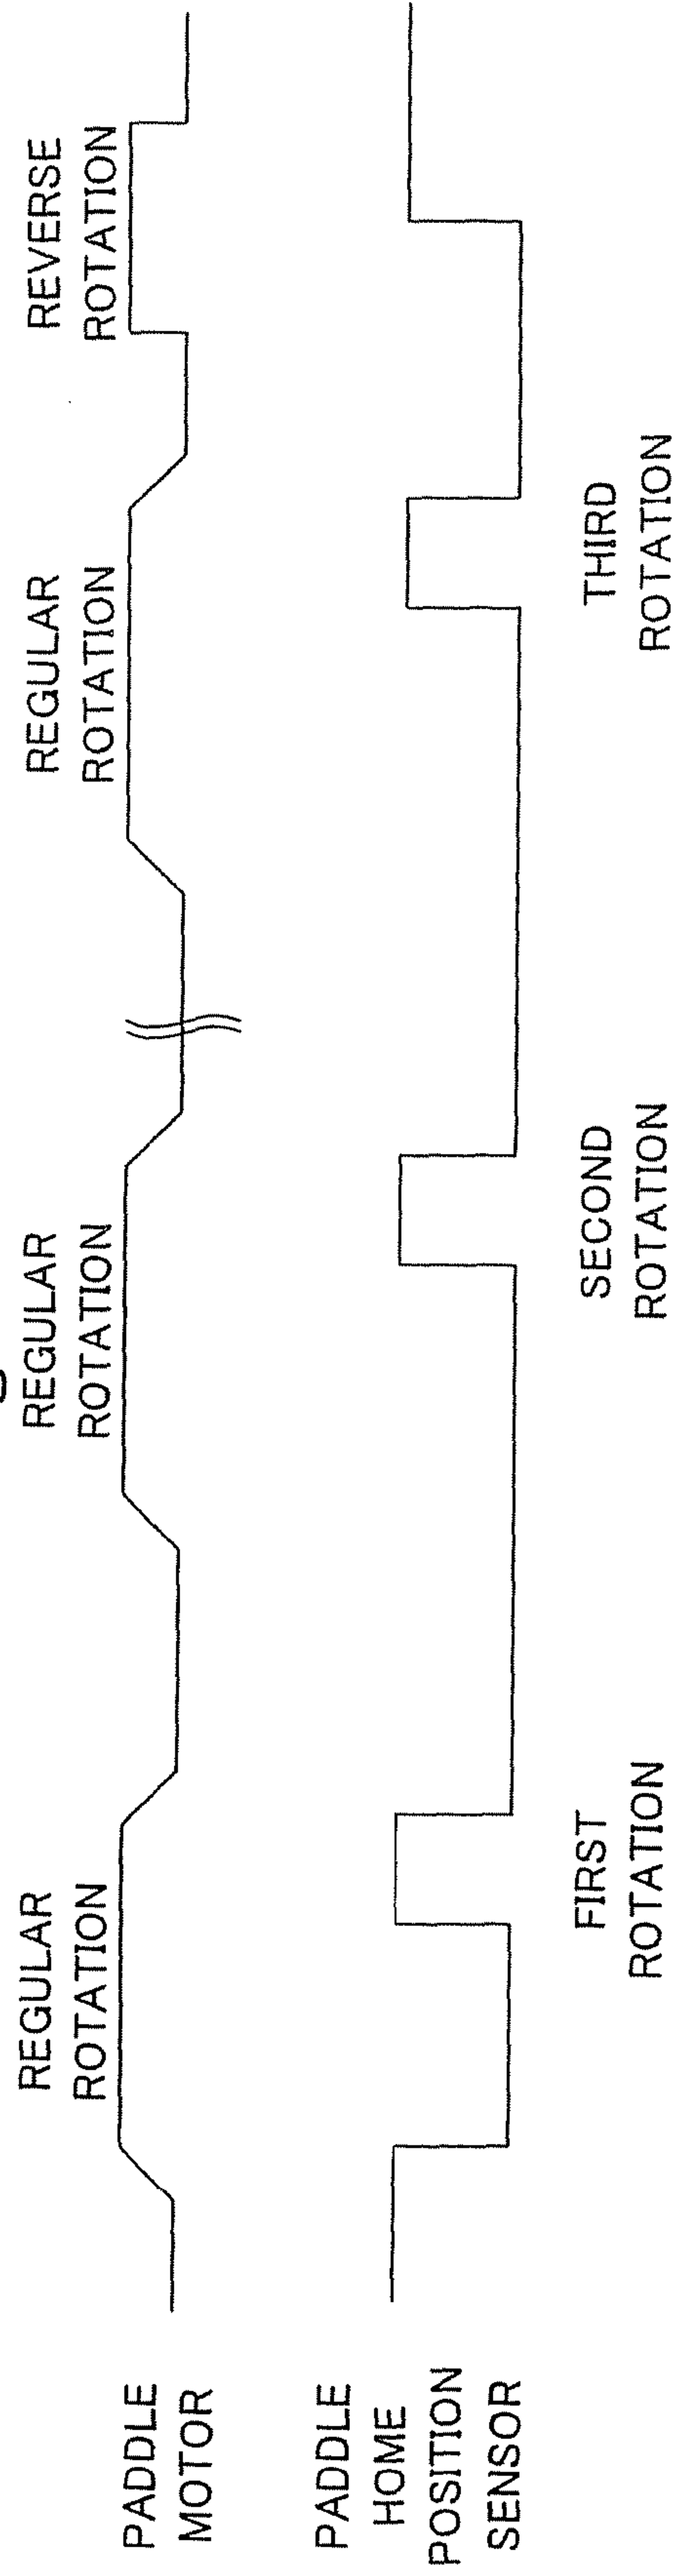 PADDLE
MOTOR
REGULAR
ROTATION
REGULAR
ROTATION
REGULAR
ROTATION
REVERSE
ROTATION
PADDLE
HOME
POSITION
SENSOR
FIRST
ROTATION
SECOND
ROTATION
THIRD
ROTATION